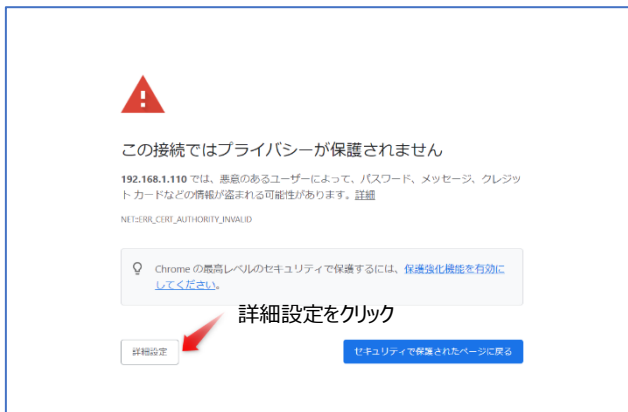 この接続ではプライバシーが保護されません
192.168.1.110 では、悪意のあるユーザーによって、パスワード、メッセージ、クレジッ
ト カードなどの情報が盗まれる可能性があります。詳細
NET::ERR_CERT_AUTHORITY_INVALID
Chrome の最高レベルのセキュリティで保護するには、保護強化機能を有効に
してください。
詳細設定をクリック
詳細設定
セキュリティで保護されたページに戻る